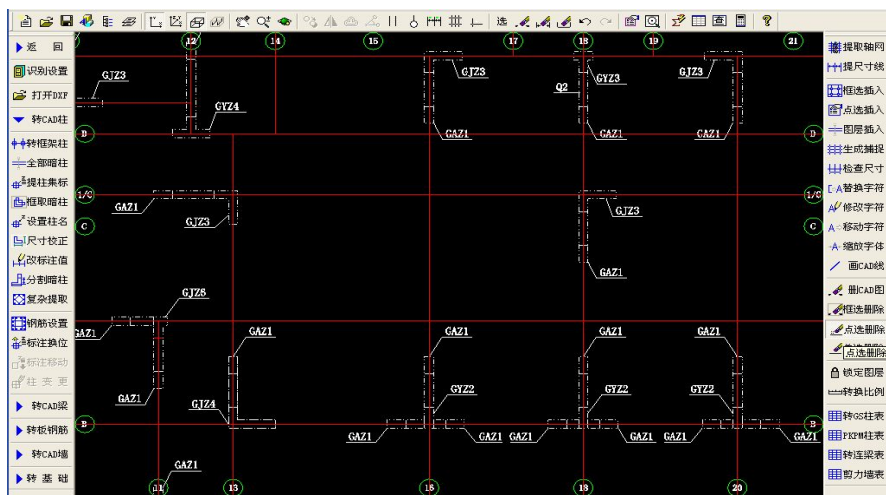 选
返 回
识别设置
打开DXF
转CAD柱
转框架柱
全部暗柱
提柱集标
框取暗柱
设置柱名
尺寸校正
改标注值
分割暗柱
复杂提取
钢筋设置
标注换位
标注移动
柱 变 更
转CAD梁
转板钢筋
转CAD墙
转 基 础
12
14
15
17
18
19
21
GJZ3
GYZ4
GJZ3
GYZ3
GJZ3
Q2
GAZ1
GAZ1
GAZ1
D
D
1/C
1/C
GAZ1
GJZ3
GJZ3
C
C
GAZ1
GJZ6
GAZ1
GAZ1
GAZ1
GAZ1
GAZ1
GAZ1
GYZ2
GYZ2
GYZ2
GJZ4
B
B
GAZ1
GAZ1
GAZ1
GAZ1
GAZ1
GAZ1
GAZ1
11
13
16
18
20
提取轴网
提尺寸线
框选插入
点选插入
图层插入
生成捕捉
检查尺寸
替换字符
修改字符
移动字符
缩放字体
画CAD线
删CAD图
框选删除
点选删除
点选删除
锁定图层
转换比例
转GS柱表
PKPM柱表
转连梁表
剪力墙表